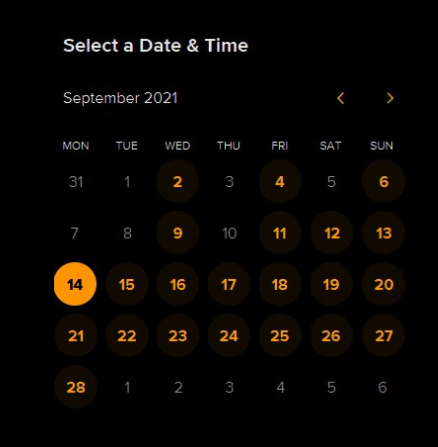 Select a Date & Time
September 2021
MON TUE WED THU FRI SAT SUN
31 1 2 3 4 5 6
7 8 9 10 11 12 13
14 15 16 17 18 19 20
21 22 23 24 25 26 27
28 1 2 3 4 5 6